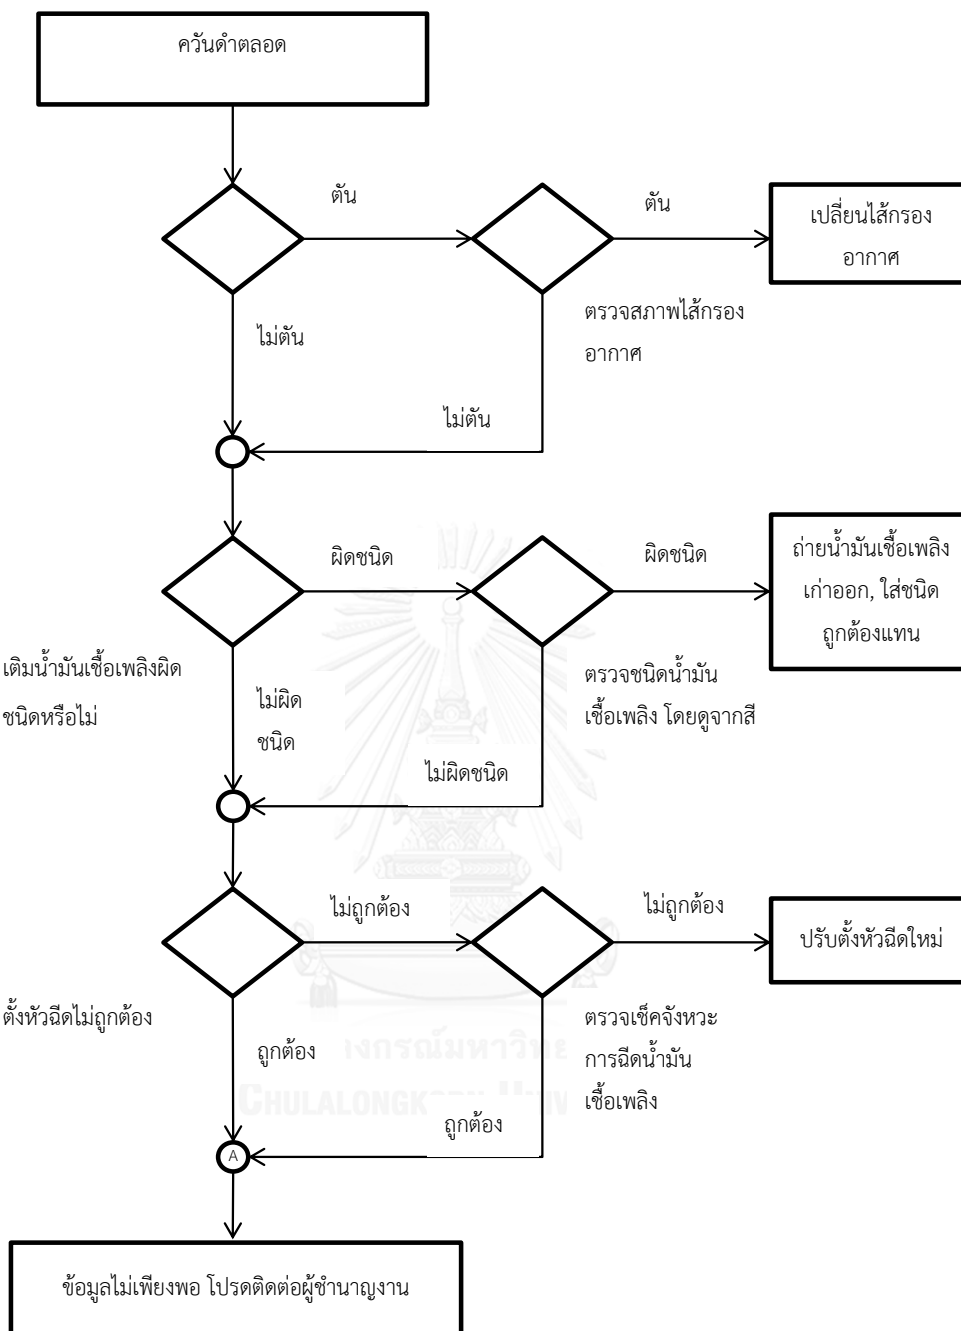 ควันดำตลอด
ตัน
ตัน
เปลี่ยนไส้กรอง
อากาศ
ตรวจสภาพไส้กรอง
อากาศ
ไม่ตัน
ไม่ตัน
ผิดชนิด
ผิดชนิด
ถ่ายน้ำมันเชื้อเพลิง
เก่าออก, ใส่ชนิด
ถูกต้องแทน
เติมน้ำมันเชื้อเพลิงผิด
ชนิดหรือไม่
ไม่ผิด
ชนิด
ตรวจชนิดน้ำมัน
เชื้อเพลิง โดยดูจากสี
ไม่ผิดชนิด
ไม่ถูกต้อง
ไม่ถูกต้อง
ปรับตั้งหัวฉีดใหม่
ตั้งหัวฉีดไม่ถูกต้อง
ถูกต้อง
ตรวจเช็คจังหวะ
การฉีดน้ำมัน
เชื้อเพลิง
ถูกต้อง
A
ข้อมูลไม่เพียงพอ โปรดติดต่อผู้ชำนาญงาน